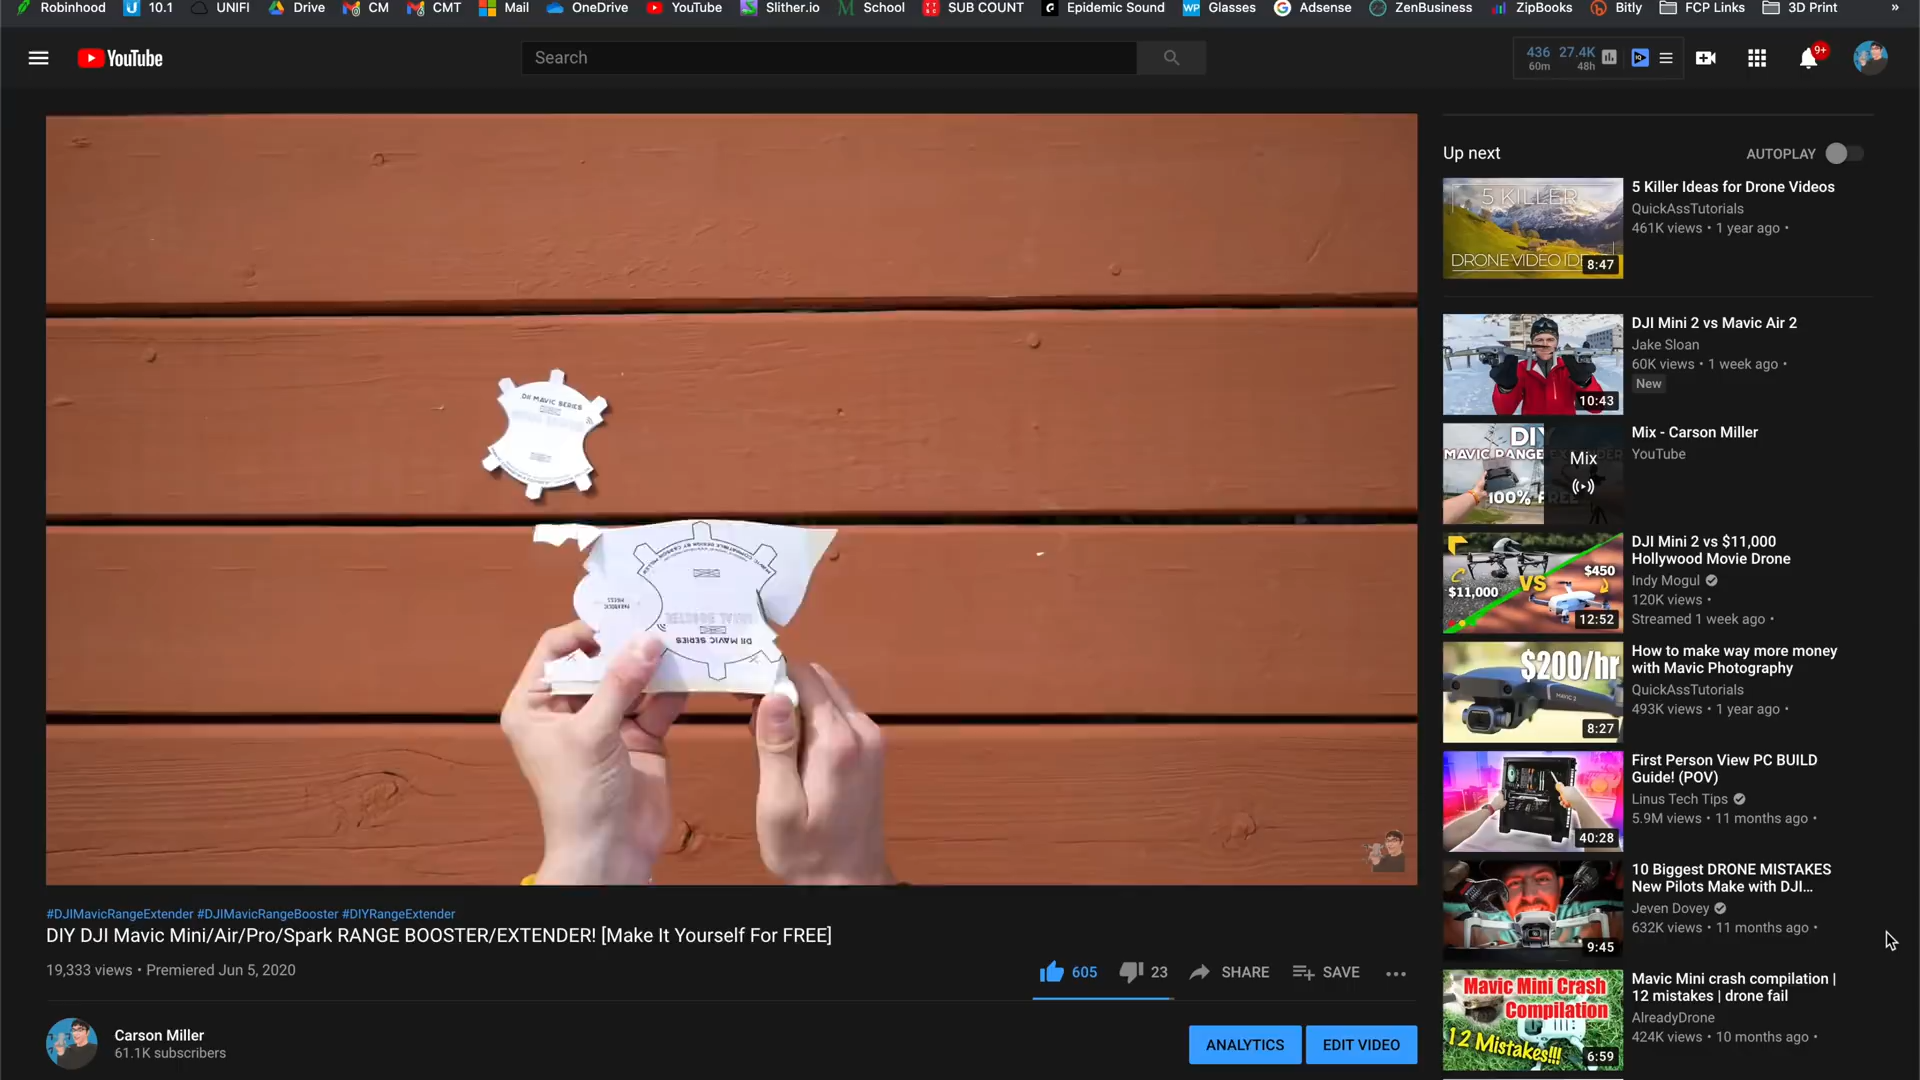 Robinhood 10.1 UNIFI Drive CM CMT Mail OneDrive YouTube Slither.io School SUB COUNT Epidemic Sound Glasses Adsense ZenBusiness ZipBooks Bitly FCP Links 3D Print »
YouTube
Search
436 27.4K
60m 48h
9+
DJI MAVIC SERIES
DJI MAVIC SERIES
#DJIMavicRangeExtender #DJIMavicRangeBooster #DIYRangeExtender
DIY DJI Mavic Mini/Air/Pro/Spark RANGE BOOSTER/EXTENDER! [Make It Yourself For FREE]
19,333 views • Premiered Jun 5, 2020
605 23 SHARE SAVE
Carson Miller
61.1K subscribers
ANALYTICS EDIT VIDEO
Up next
AUTOPLAY
5 KILLER
DRONE VIDEO
8:47
5 Killer Ideas for Drone Videos
QuickAssTutorials
461K views • 1 year ago •
10:43
DJI Mini 2 vs Mavic Air 2
Jake Sloan
60K views • 1 week ago •
New
DIY
MAVIC RANGE
100%
Mix
Mix - Carson Miller
YouTube
$11,000
VS
$450
12:52
DJI Mini 2 vs $11,000
Hollywood Movie Drone
Indy Mogul
120K views •
Streamed 1 week ago •
$200/hr
8:27
How to make way more money
with Mavic Photography
QuickAssTutorials
493K views • 1 year ago •
40:28
First Person View PC BUILD
Guide! (POV)
Linus Tech Tips
5.9M views • 11 months ago •
9:45
10 Biggest DRONE MISTAKES
New Pilots Make with DJI...
Jeven Dovey
632K views • 11 months ago •
Mavic Mini Crash
Compilation
12 Mistakes!!!
6:59
Mavic Mini crash compilation |
12 mistakes | drone fail
AlreadyDrone
424K views • 10 months ago •